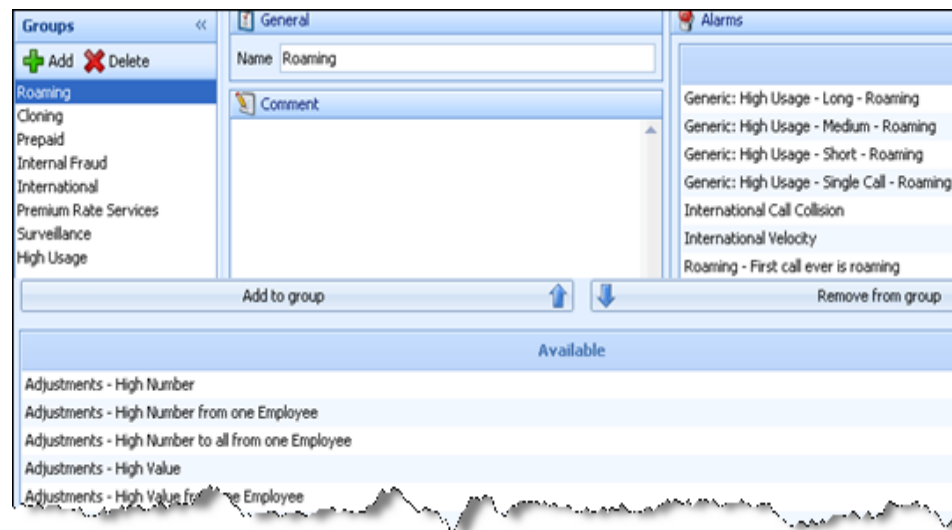 Groups «
Add Delete
Roaming
Cloning
Prepaid
Internal Fraud
International
Premium Rate Services
Surveillance
High Usage
General
Name Roaming
Comment
Alarms
Generic: High Usage - Long - Roaming
Generic: High Usage - Medium - Roaming
Generic: High Usage - Short - Roaming
Generic: High Usage - Single Call - Roaming
International Call Collision
International Velocity
Roaming - First call ever is roaming
Add to group
Remove from group
Available
Adjustments - High Number
Adjustments - High Number from one Employee
Adjustments - High Number to all from one Employee
Adjustments - High Value
Adjustments - High Value from one Employee